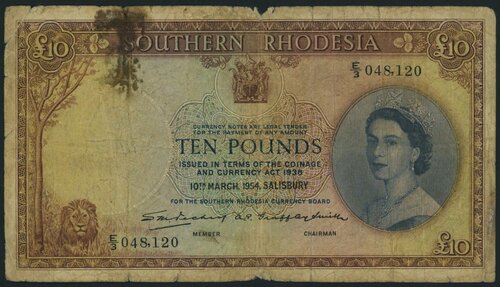 £10 SOUTHERN RHODESIA £10
E/3 048,120
CURRENCY NOTES ARE LEGAL TENDER
FOR THE PAYMENT OF ANY AMOUNT
TEN POUNDS
ISSUED IN TERMS OF THE COINAGE
AND CURRENCY ACT 1938
10TH MARCH, 1954, SALISBURY
FOR THE SOUTHERN RHODESIA CURRENCY BOARD
E/3 048,120
MEMBER CHAIRMAN
£10